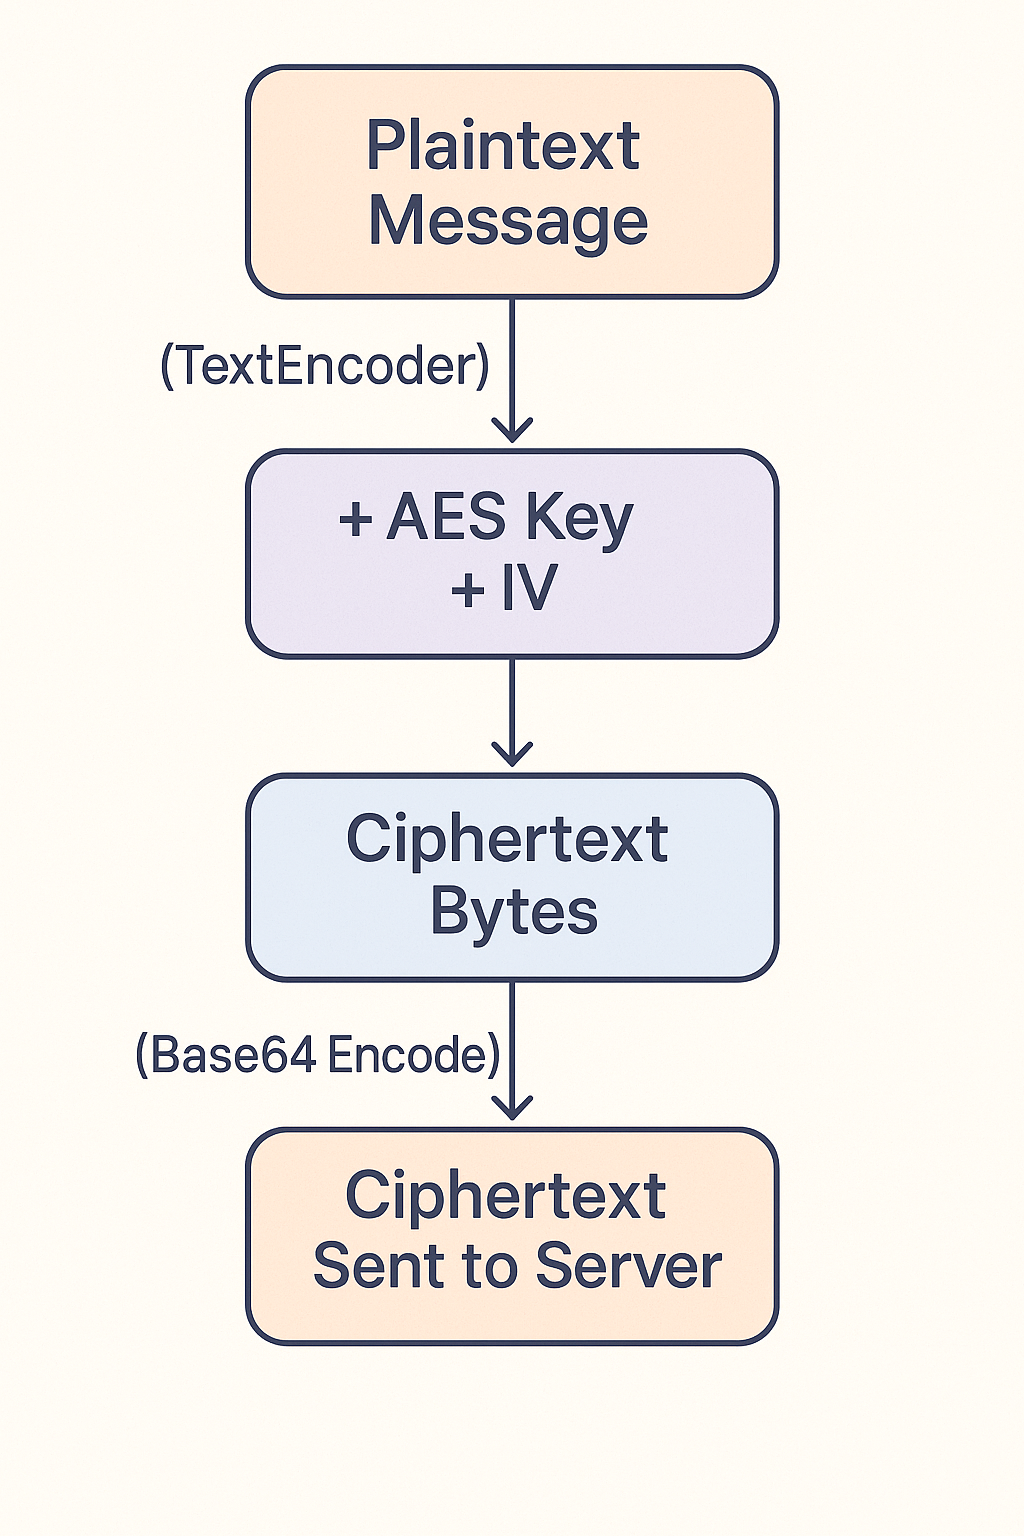 Plaintext
Message
(TextEncoder)
+ AES Key
+ IV
Ciphertext
Bytes
(Base64 Encode)
Ciphertext
Sent to Server